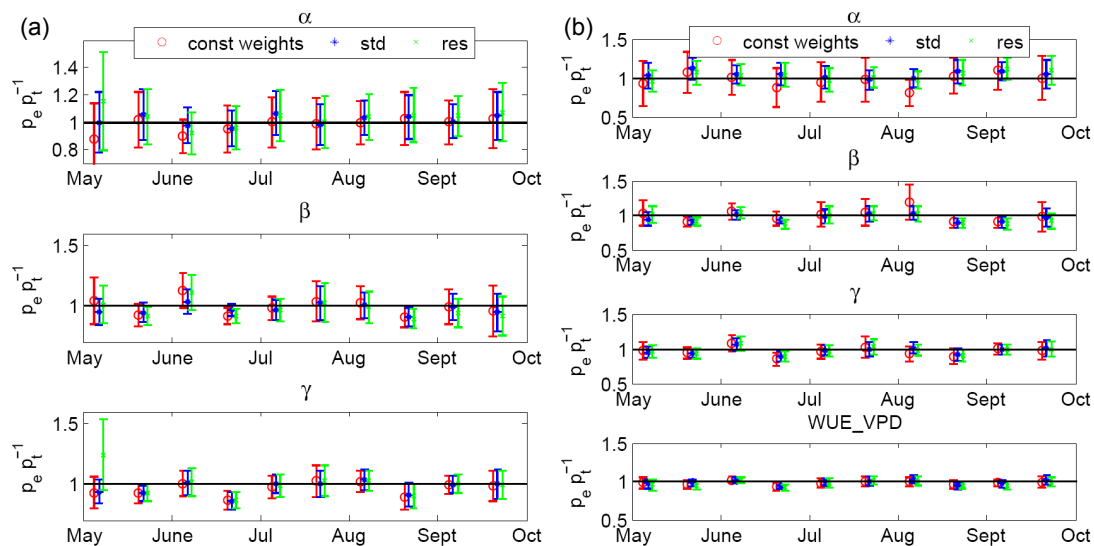 (a)
α
const weights std res
p_e p_t^-1
1.4
1.2
1
0.8
May June Jul Aug Sept Oct
β
p_e p_t^-1
1.5
1
0.5
May June Jul Aug Sept Oct
γ
p_e p_t^-1
1.5
1
May June Jul Aug Sept Oct
(b)
α
const weights std res
p_e p_t^-1
1.5
1
0.5
May June Jul Aug Sept Oct
β
p_e p_t^-1
1.5
1
0.5
May June Jul Aug Sept Oct
γ
p_e p_t^-1
1.5
1
0.5
May June Jul Aug Sept Oct
WUE_VPD
p_e p_t^-1
1.5
1
0.5
May June Jul Aug Sept Oct